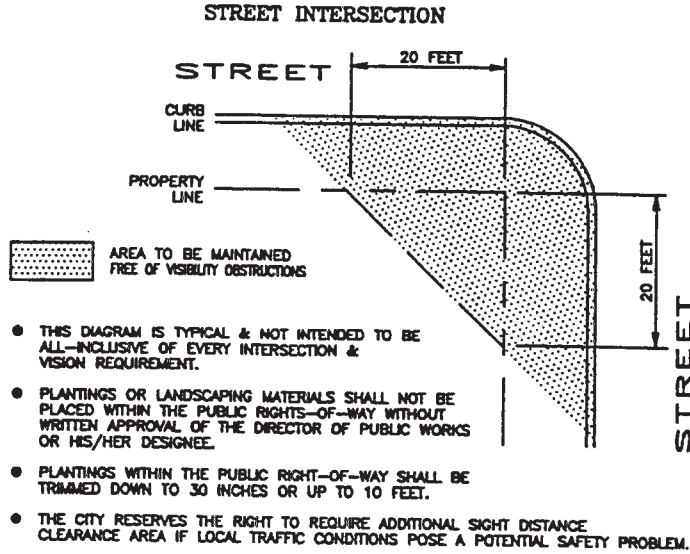 STREET INTERSECTION
20 FEET
STREET
CURB
LINE
PROPERTY
LINE
AREA TO BE MAINTAINED
FREE OF VISIBILITY OBSTRUCTIONS
20 FEET
STREET
● THIS DIAGRAM IS TYPICAL & NOT INTENDED TO BE
ALL-INCLUSIVE OF EVERY INTERSECTION &
VISION REQUIREMENT.
● PLANTINGS OR LANDSCAPING MATERIALS SHALL NOT BE
PLACED WITHIN THE PUBLIC RIGHTS-OF-WAY WITHOUT
WRITTEN APPROVAL OF THE DIRECTOR OF PUBLIC WORKS
OR HIS/HER DESIGNEE.
● PLANTINGS WITHIN THE PUBLIC RIGHT-OF-WAY SHALL BE
TRIMMED DOWN TO 30 INCHES OR UP TO 10 FEET.
● THE CITY RESERVES THE RIGHT TO REQUIRE ADDITIONAL SIGHT DISTANCE
CLEARANCE AREA IF LOCAL TRAFFIC CONDITIONS POSE A POTENTIAL SAFETY PROBLEM.